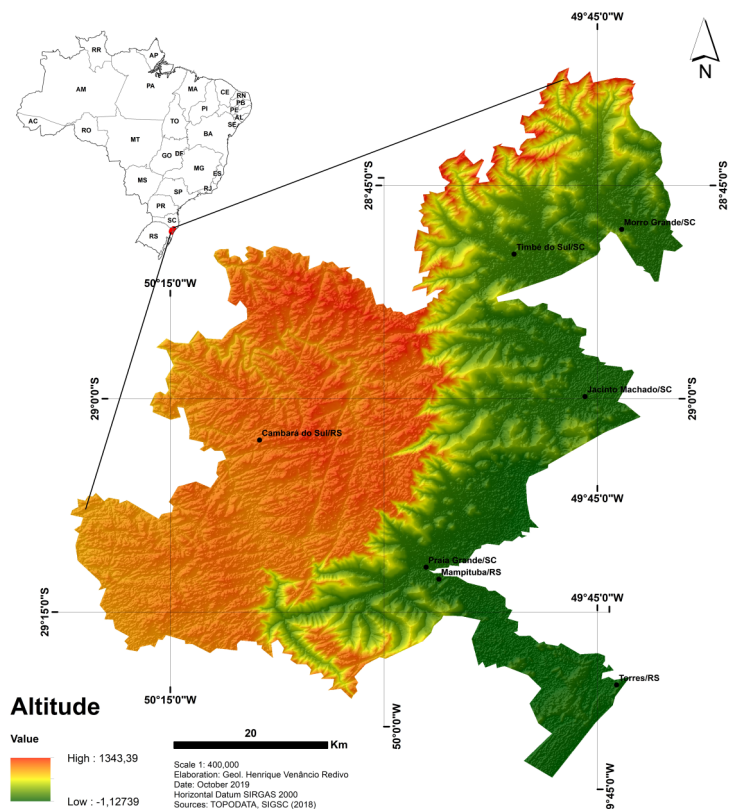 49°45'0"W
N
RR
AP
AM
PA
MA
CE
RN
PB
PE
AL
SE
PI
AC
RO
TO
BA
MT
GO
DF
MG
ES
MS
SP
RJ
PR
SC
RS
28°45'0"S
28°45'0"S
Morro Grande/SC
Timbé do Sul/SC
50°15'0"W
Jacinto Machado/SC
29°0'0"S
29°0'0"S
Cambará do Sul/RS
49°45'0"W
Praia Grande/SC
Mampituba/RS
29°15'0"S
49°45'0"W
Torres/RS
50°15'0"W
50°0'0"W
49°45'0"W
Altitude
Value
High : 1343,39
Low : -1,12739
20
Km
Scale 1: 400,000
Elaboration: Geol. Henrique Venâncio Redivo
Date: October 2019
Horizontal Datum SIRGAS 2000
Sources: TOPODATA, SIGSC (2018)